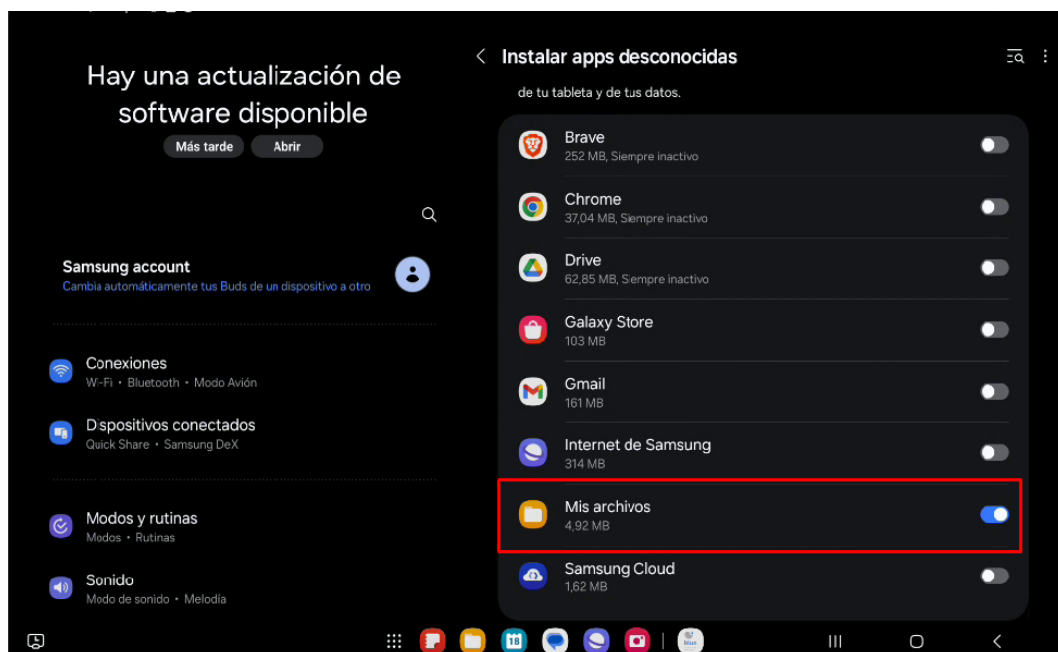 Hay una actualización de
software disponible
Más tarde
Abrir
Samsung account
Cambia automáticamente tus Buds de un dispositivo a otro
Conexiones
Wi-Fi • Bluetooth • Modo Avión
Dispositivos conectados
Quick Share • Samsung DeX
Modos y rutinas
Modos • Rutinas
Sonido
Modo de sonido • Melodía
Instalar apps desconocidas
de tu tableta y de tus datos.
Brave
252 MB, Siempre inactivo
Chrome
37,04 MB, Siempre inactivo
Drive
62,85 MB, Siempre inactivo
Galaxy Store
103 MB
Gmail
161 MB
Internet de Samsung
314 MB
Mis archivos
4,92 MB
Samsung Cloud
1,62 MB
18